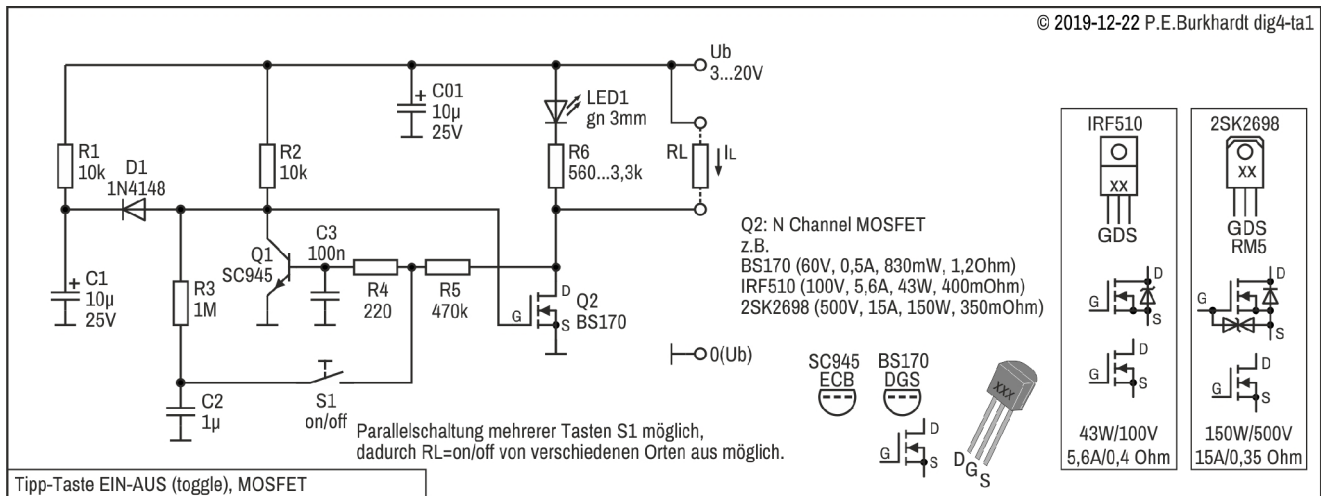 © 2019-12-22 P.E.Burkhardt dig4-ta1
Ub
3...20V
C01
10µ
25V
LED1
gn 3mm
R1
10k
D1
1N4148
R2
10k
R6
560...3,3k
RL
IL
IRF510
XX
GDS
2SK2698
XX
GDS
RM5
C1
10µ
25V
R3
1M
Q1
SC945
C3
100n
R4
220
R5
470k
D
G
S
Q2
BS170
Q2: N Channel MOSFET
z.B.
BS170 (60V, 0,5A, 830mW, 1,2Ohm)
IRF510 (100V, 5,6A, 43W, 400mOhm)
2SK2698 (500V, 15A, 150W, 350mOhm)
D
G
S
D
G
S
0(Ub)
C2
1µ
S1
on/off
SC945
ECB
BS170
DGS
XXX
D
G
S
D
G
S
D
G
S
D
G
S
43W/100V
5,6A/0,4 Ohm
150W/500V
15A/0,35 Ohm
Parallelschaltung mehrerer Tasten S1 möglich,
dadurch RL=on/off von verschiedenen Orten aus möglich.
Tipp-Taste EIN-AUS (toggle), MOSFET